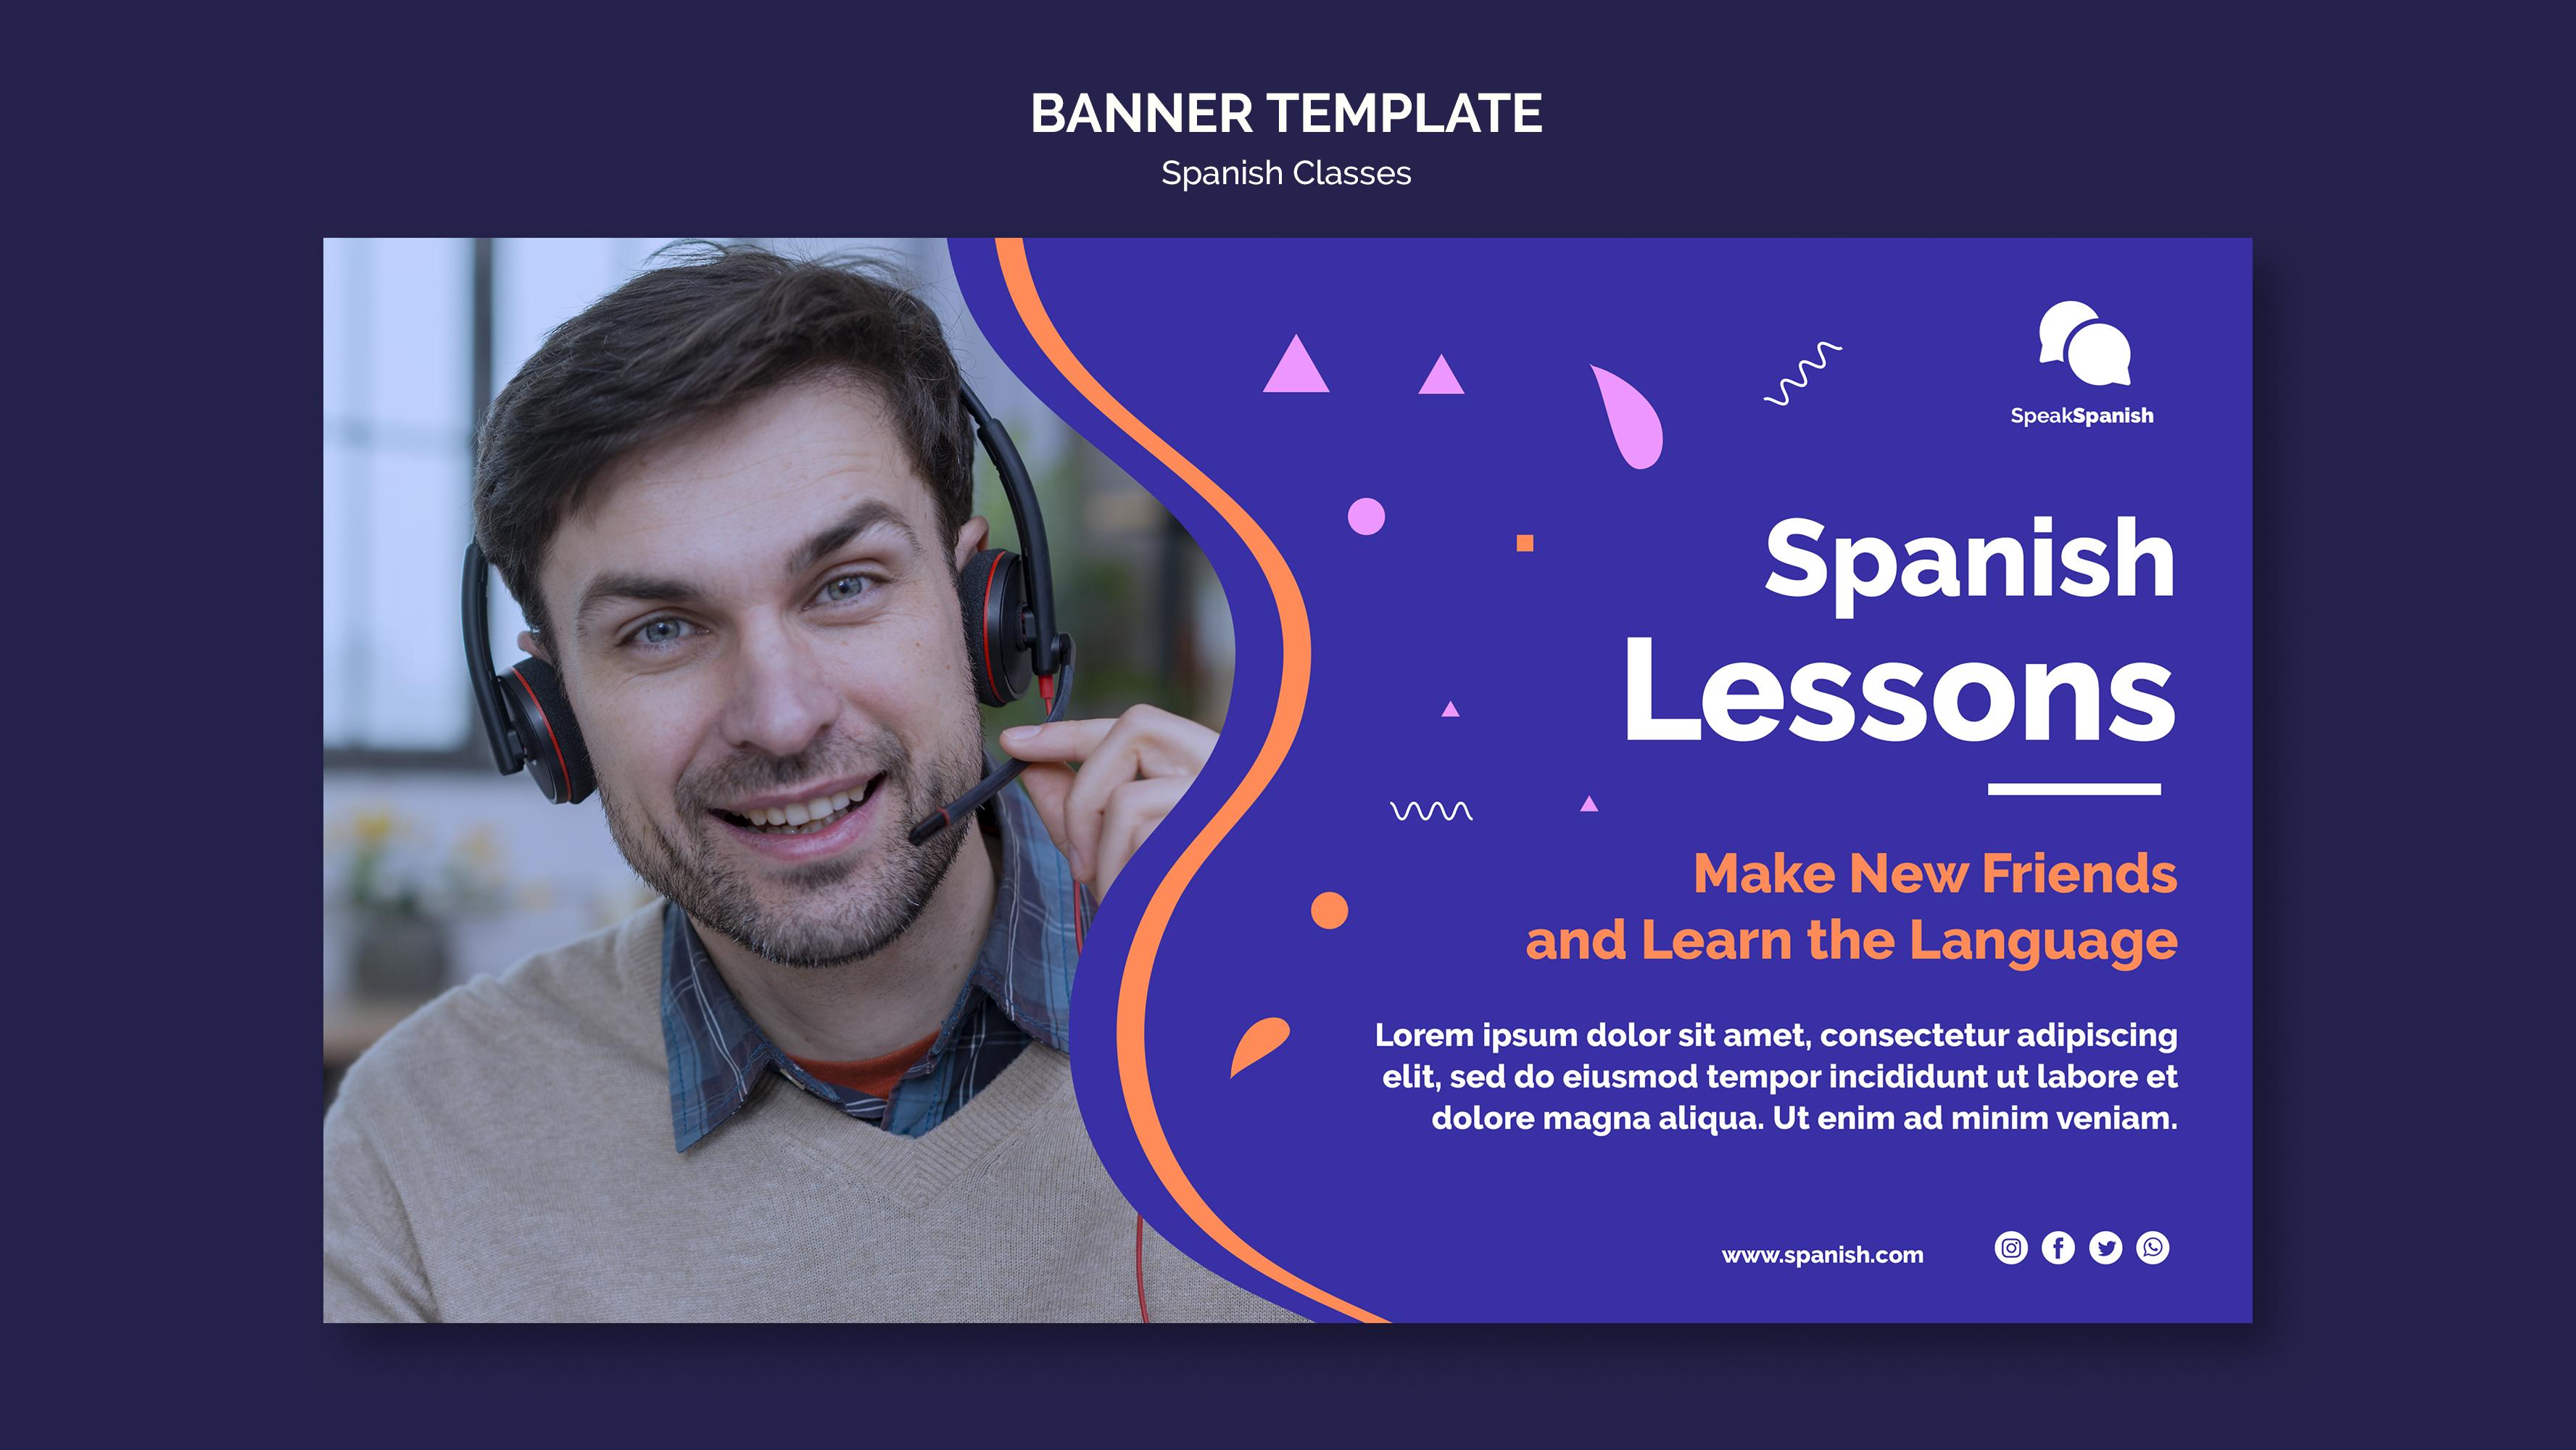 BANNER TEMPLATE
Spanish Classes
SpeakSpanish
Spanish
Lessons
Make New Friends
and Learn the Language
Lorem ipsum dolor sit amet, consectetur adipiscing
elit, sed do eiusmod tempor incididunt ut labore et
dolore magna aliqua. Ut enim ad minim veniam.
www.spanish.com